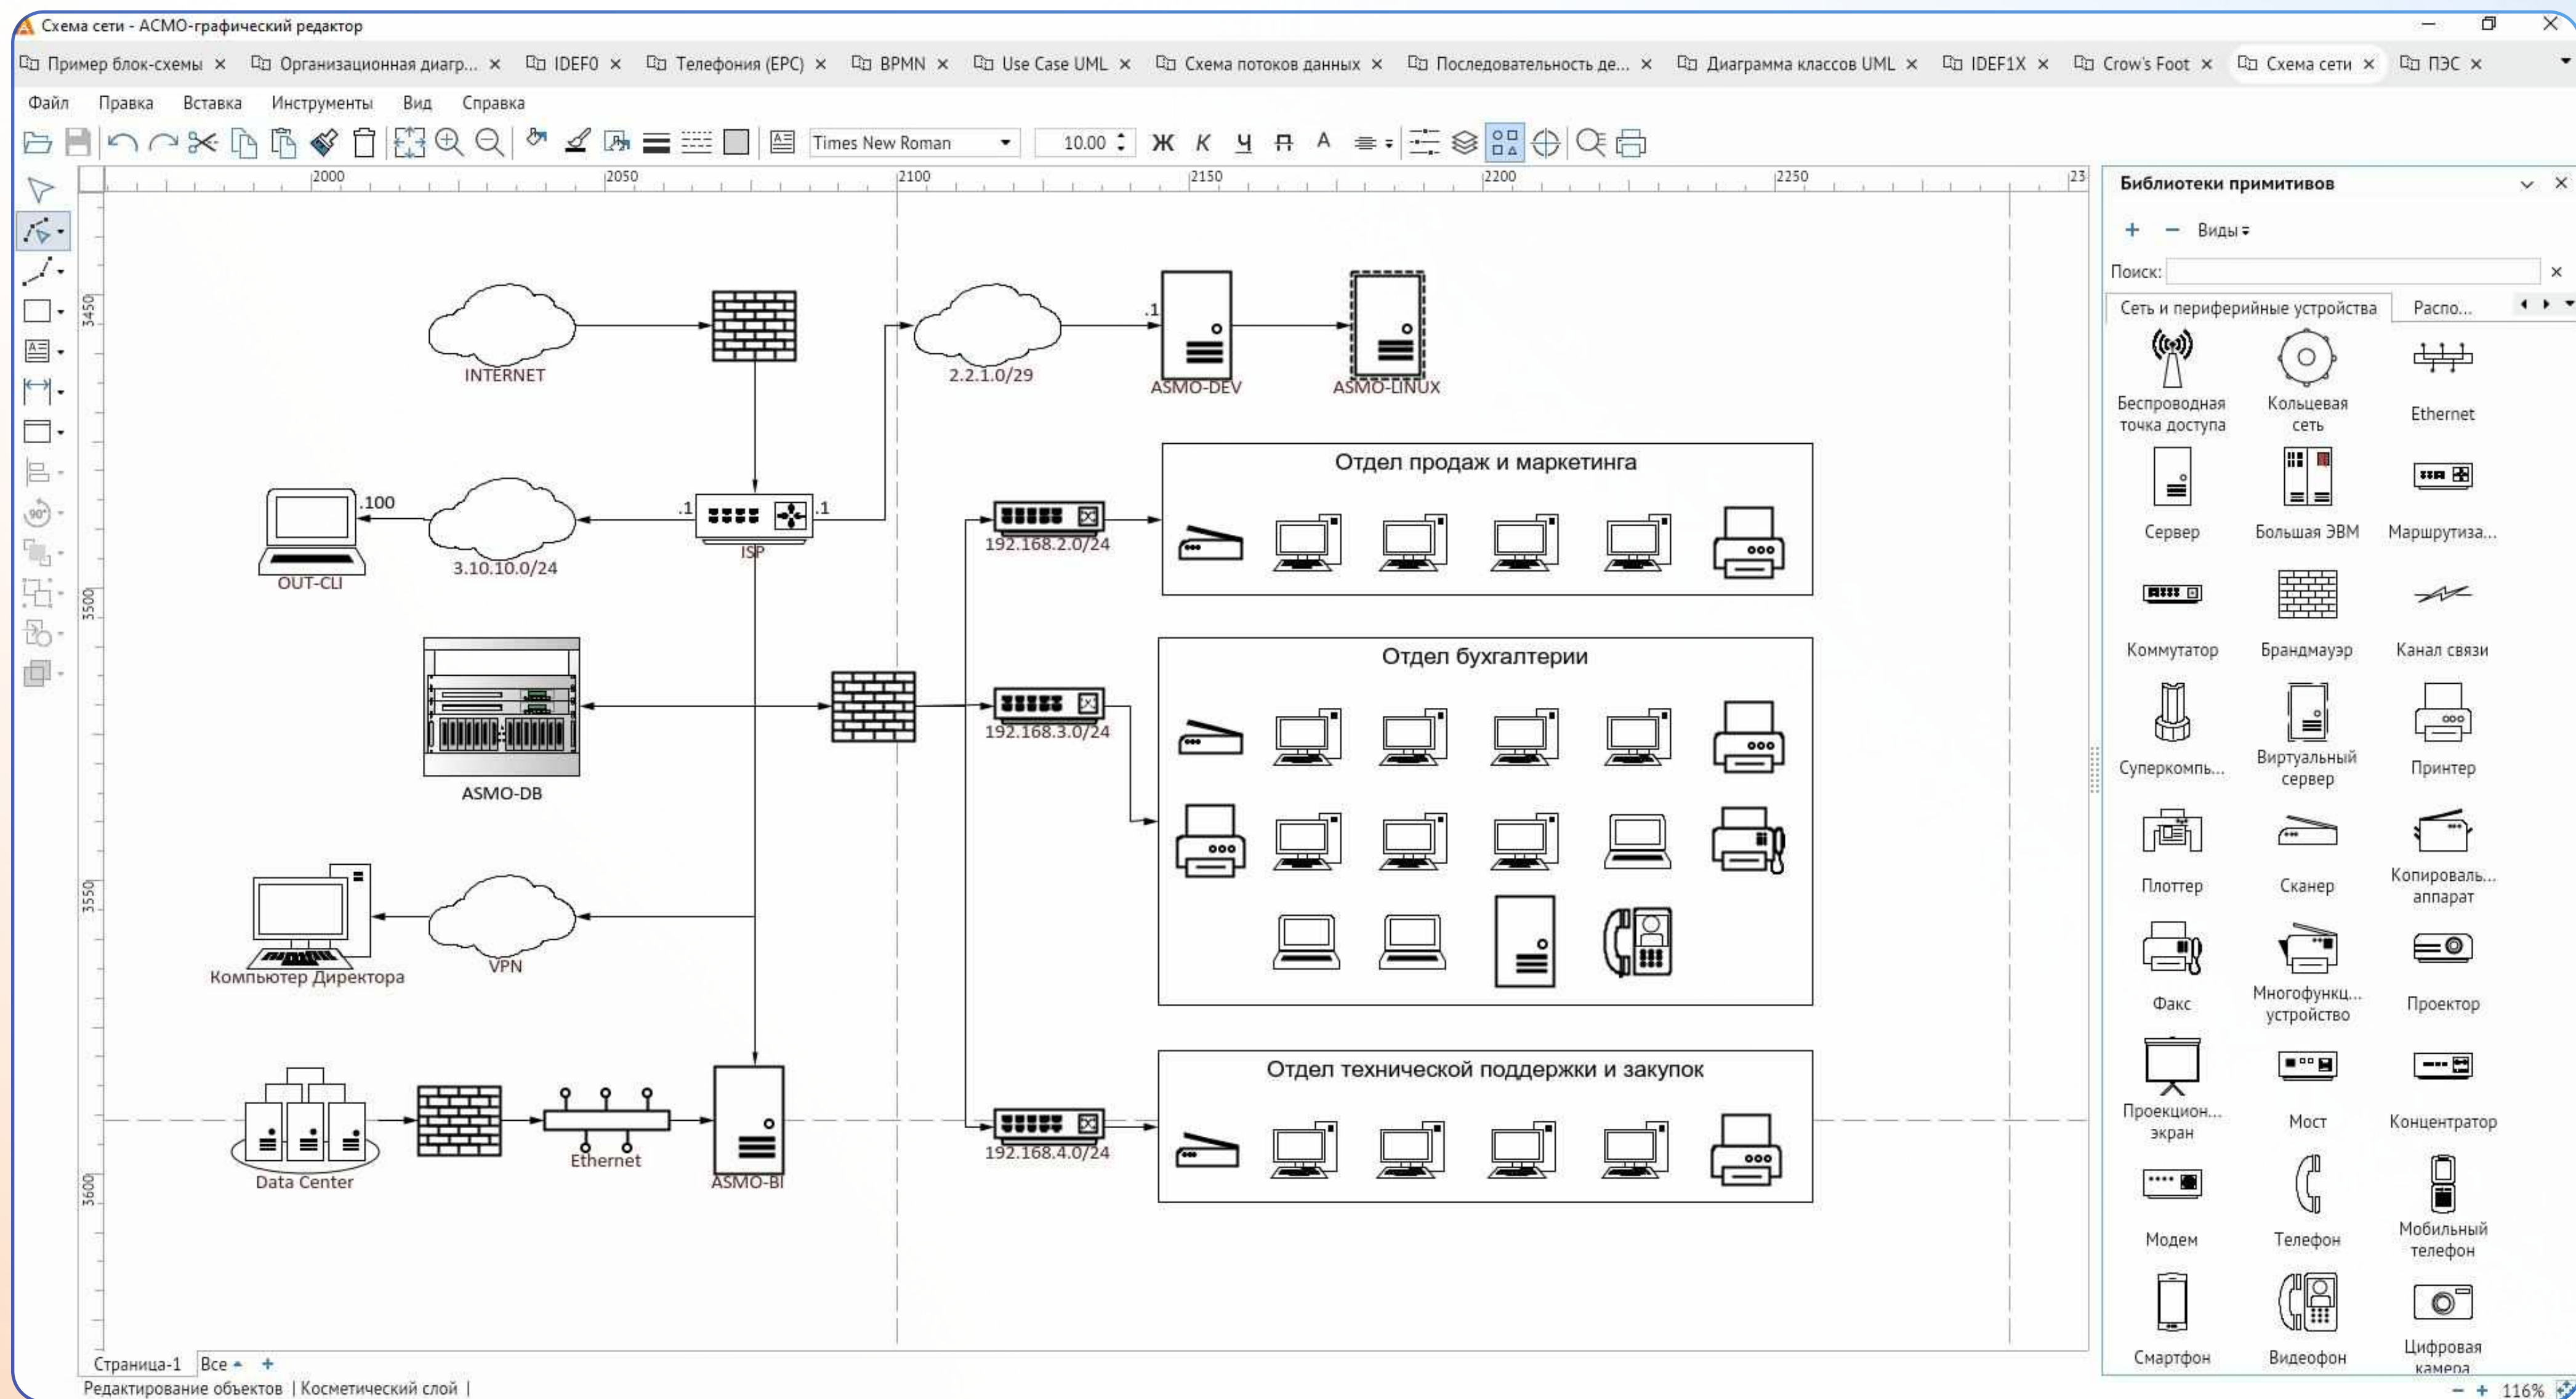 Схема сети - АСМО-графический редактор
Пример блок-схемы
Организационная диагр...
IDEF0
Телефония (EPC)
BPMN
Use Case UML
Схема потоков данных
Последовательность де...
Диаграмма классов UML
IDEF1X
Crow's Foot
Схема сети
ПЭС
Файл Правка Вставка Инструменты Вид Справка
Times New Roman 10.00 Ж К Ч П А
2000 2050 2100 2150 2200 2250 23
3450
3500
3550
3600
INTERNET
2.2.1.0/29
.1
ASMO-DEV
ASMO-LINUX
OUT-CLI
.100
3.10.10.0/24
.1
.1
ISP
192.168.2.0/24
Отдел продаж и маркетинга
ASMO-DB
192.168.3.0/24
Отдел бухгалтерии
Компьютер Директора
VPN
Data Center
Ethernet
ASMO-BI
192.168.4.0/24
Отдел технической поддержки и закупок
Библиотеки примитивов
Виды
Поиск:
Сеть и периферийные устройства Распо...
Беспроводная
точка доступа
Кольцевая
сеть
Ethernet
Сервер
Большая ЭВМ
Маршрутиза...
Коммутатор
Брандмауэр
Канал связи
Суперкомпь...
Виртуальный
сервер
Принтер
Плоттер
Сканер
Копироваль...
аппарат
Факс
Многофункц...
устройство
Проектор
Проекцион...
экран
Мост
Концентратор
Модем
Телефон
Мобильный
телефон
Смартфон
Видеофон
Цифровая
камера
Страница-1 Все
Редактирование объектов | Косметический слой |
116%
90°